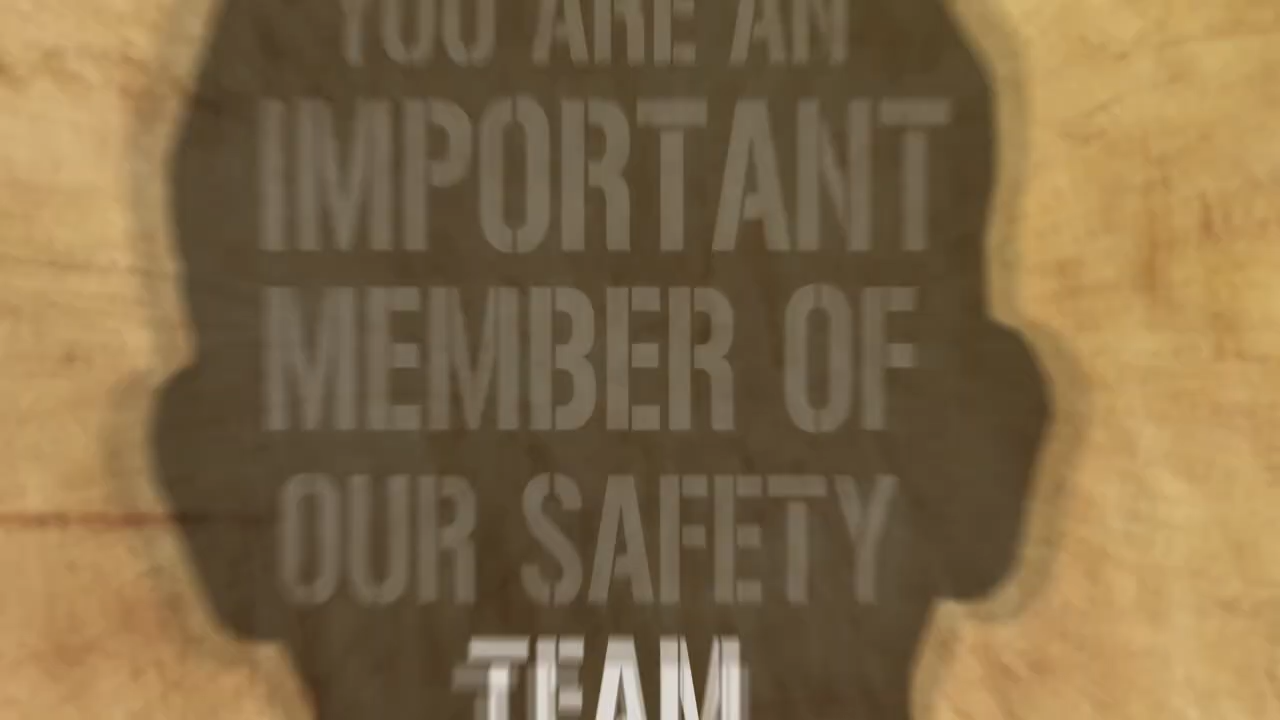 YOU ARE AN
IMPORTANT
MEMBER OF
OUR SAFETY
TEAM